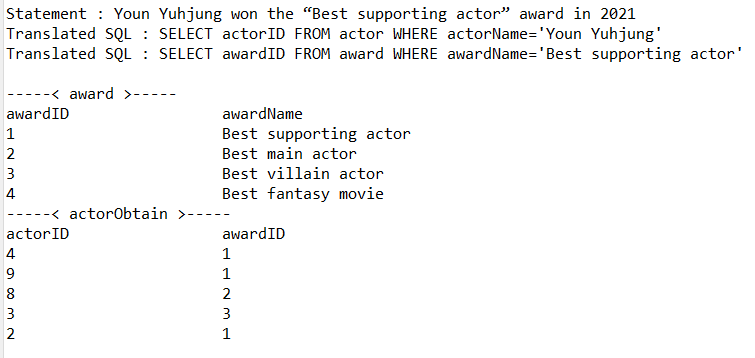 Statement : Youn Yuhjung won the “Best supporting actor” award in 2021
Translated SQL : SELECT actorID FROM actor WHERE actorName='Youn Yuhjung'
Translated SQL : SELECT awardID FROM award WHERE awardName='Best supporting actor'
-----< award >-----
awardID awardName
1 Best supporting actor
2 Best main actor
3 Best villain actor
4 Best fantasy movie
-----< actorObtain >-----
actorID awardID
4 1
9 1
8 2
3 3
2 1